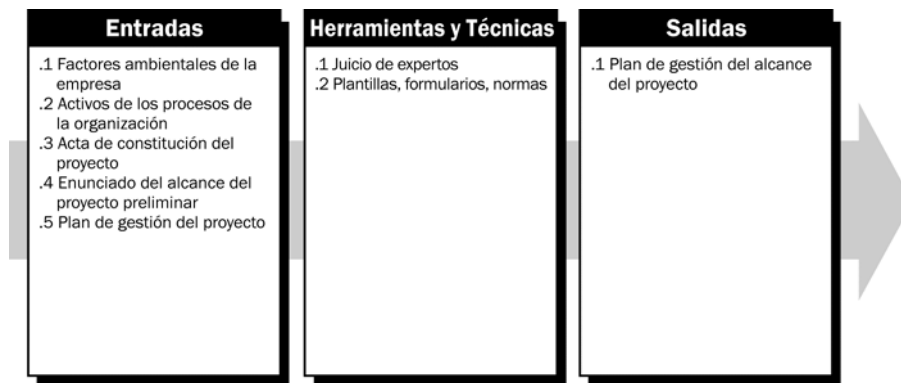 Entradas
.1 Factores ambientales de la
empresa
.2 Activos de los procesos de
la organización
.3 Acta de constitución del
proyecto
.4 Enunciado del alcance del
proyecto preliminar
.5 Plan de gestión del proyecto
Herramientas y Técnicas
.1 Juicio de expertos
.2 Plantillas, formularios, normas
Salidas
.1 Plan de gestión del alcance
del proyecto